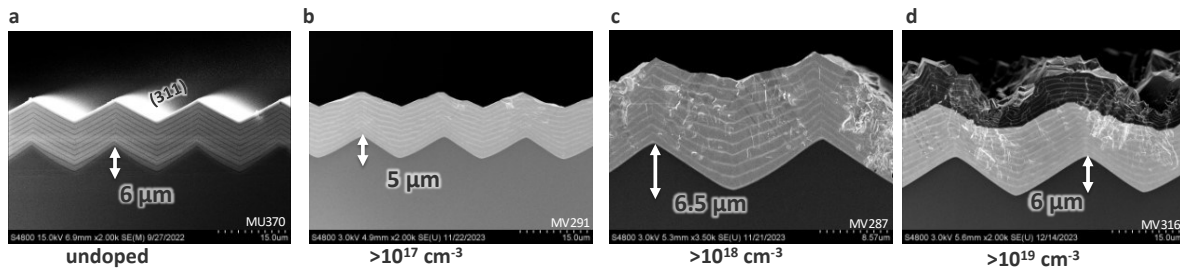 a
(311)
6 µm
MU370
S4800 15.0kV 6.9mm x2.00k SE(M) 9/27/2022
15.0um
undoped
b
5 µm
MV291
S4800 3.0kV 4.9mm x2.00k SE(U) 11/22/2023
15.0um
>10¹⁷ cm⁻³
c
6.5 µm
MV287
S4800 3.0kV 5.3mm x3.50k SE(U) 11/21/2023
8.57um
>10¹⁸ cm⁻³
d
6 µm
MV316
S4800 3.0kV 5.6mm x2.00k SE(U) 12/14/2023
15.0um
>10¹⁹ cm⁻³